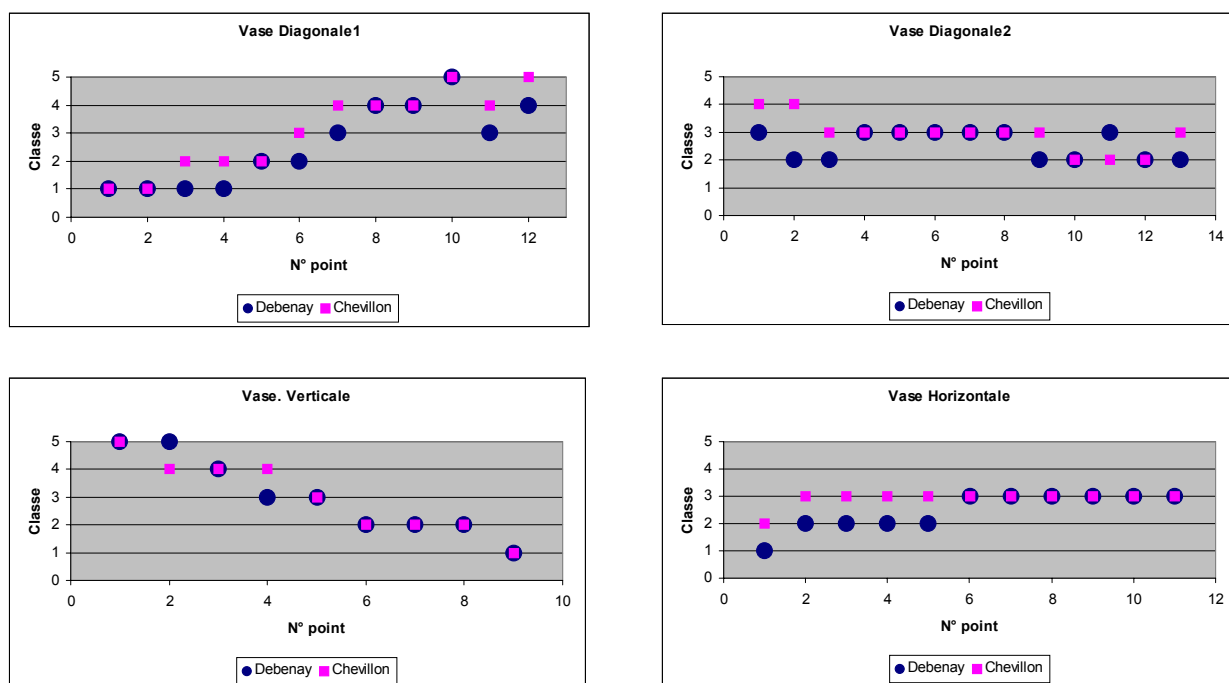 Vase Diagonale1
5
4
3
2
1
0
Classe
0 2 4 6 8 10 12
N° point
Debenay Chevillon
Vase Diagonale2
5
4
3
2
1
0
Classe
0 2 4 6 8 10 12 14
N° point
Debenay Chevillon
Vase. Verticale
5
4
3
2
1
0
Classe
0 2 4 6 8 10
N° point
Debenay Chevillon
Vase Horizontale
5
4
3
2
1
0
Classe
0 2 4 6 8 10 12
N° point
Debenay Chevillon